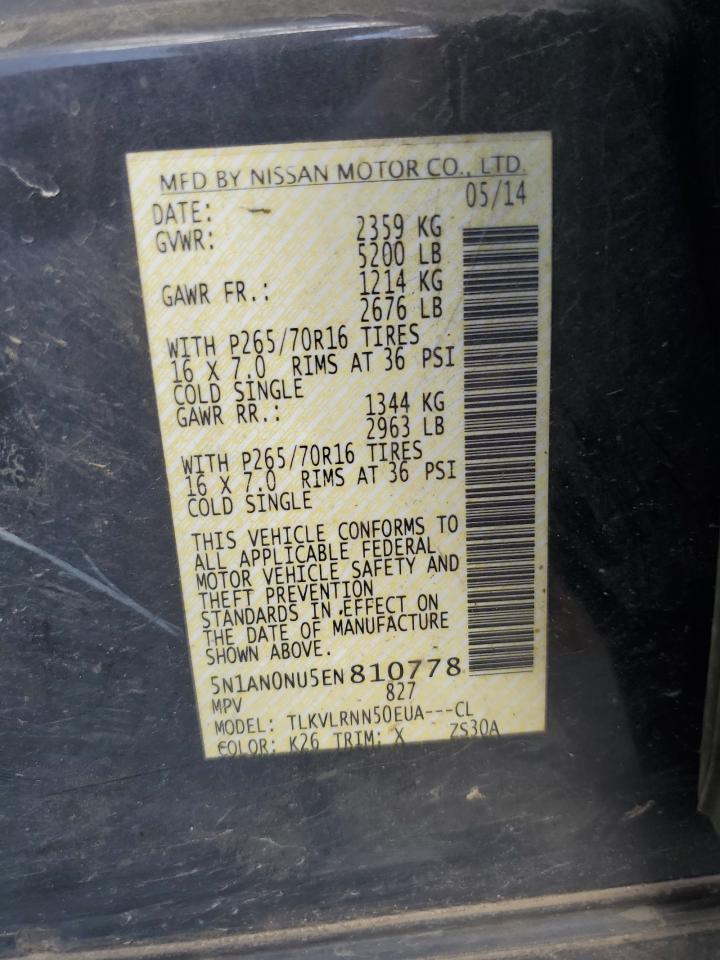 MFD BY NISSAN MOTOR CO., LTD.
DATE: 05/14
GVWR: 2359 KG
5200 LB
GAWR FR.: 1214 KG
2676 LB
WITH P265/70R16 TIRES
16 X 7.0 RIMS AT 36 PSI
COLD SINGLE
GAWR RR.: 1344 KG
2963 LB
WITH P265/70R16 TIRES
16 X 7.0 RIMS AT 36 PSI
COLD SINGLE
THIS VEHICLE CONFORMS TO
ALL APPLICABLE FEDERAL
MOTOR VEHICLE SAFETY AND
THEFT PREVENTION
STANDARDS IN EFFECT ON
THE DATE OF MANUFACTURE
SHOWN ABOVE.
5N1AN0NU5EN810778
MPV 827
MODEL: TLKVLRNN50EUA---CL
COLOR: K26 TRIM: X ZS30A